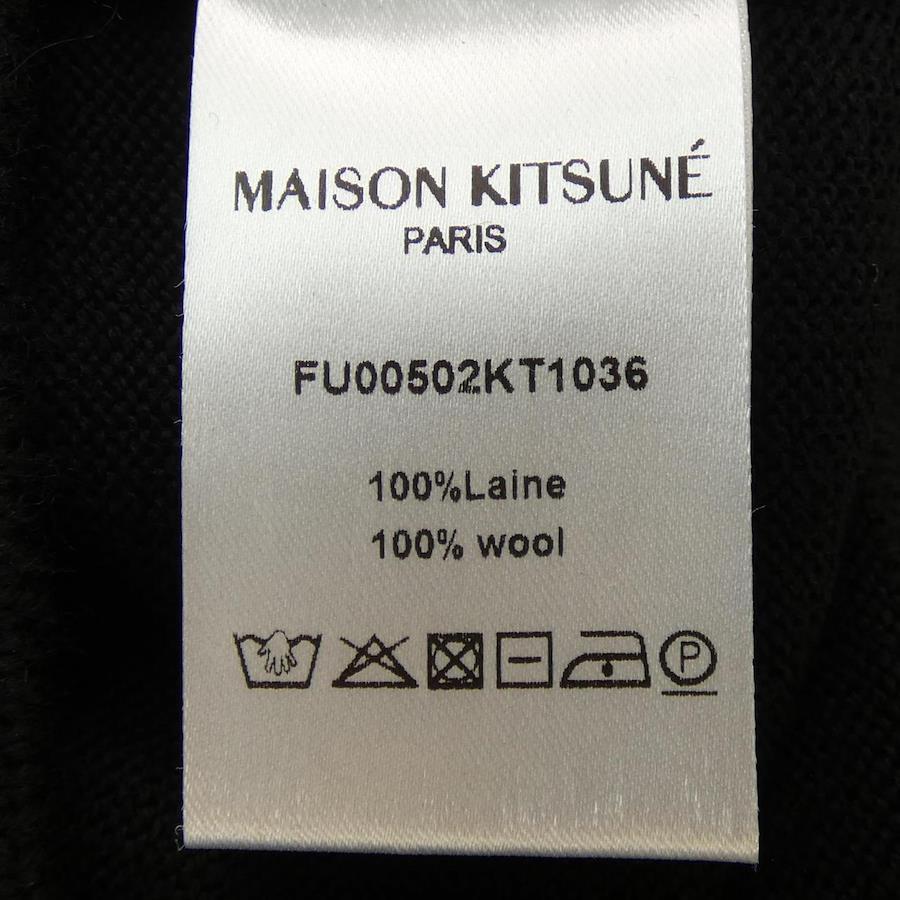 MAISON KITSUNÉ
PARIS
FU00502KT1036
100%Laine
100% wool
P